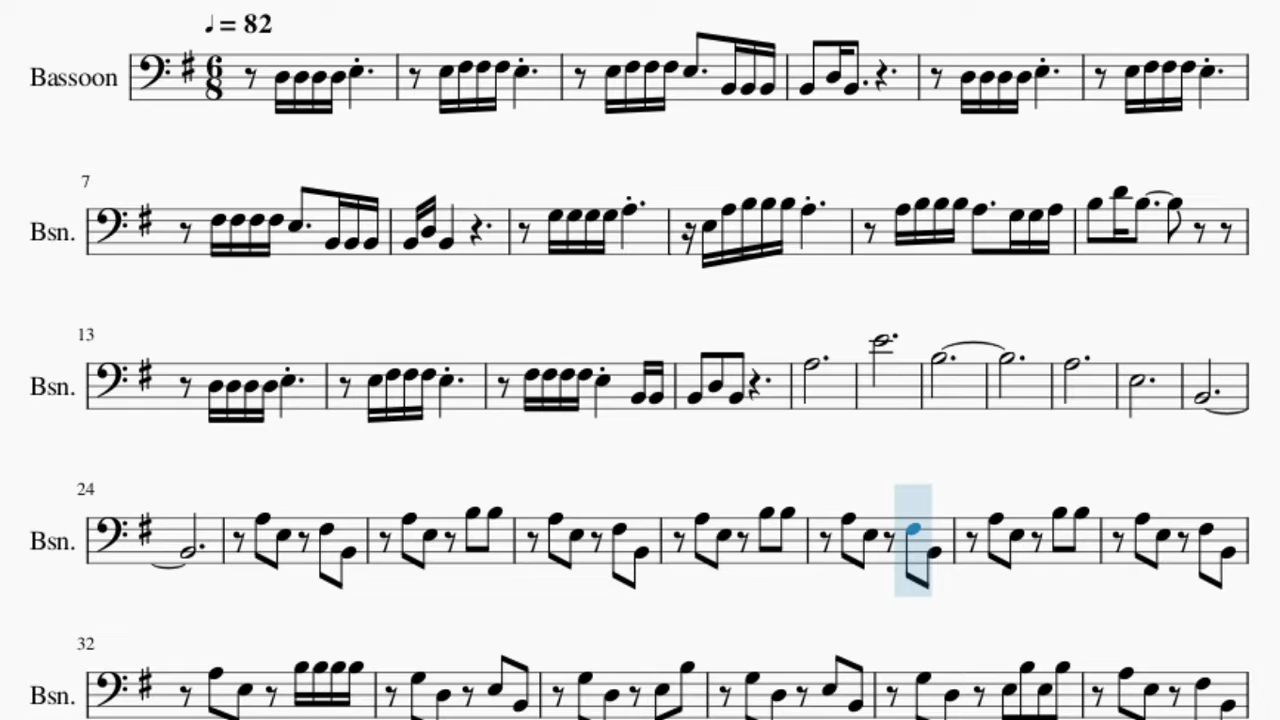 ♩ = 82
Bassoon
6
8
7
Bsn.
13
Bsn.
24
Bsn.
32
Bsn.